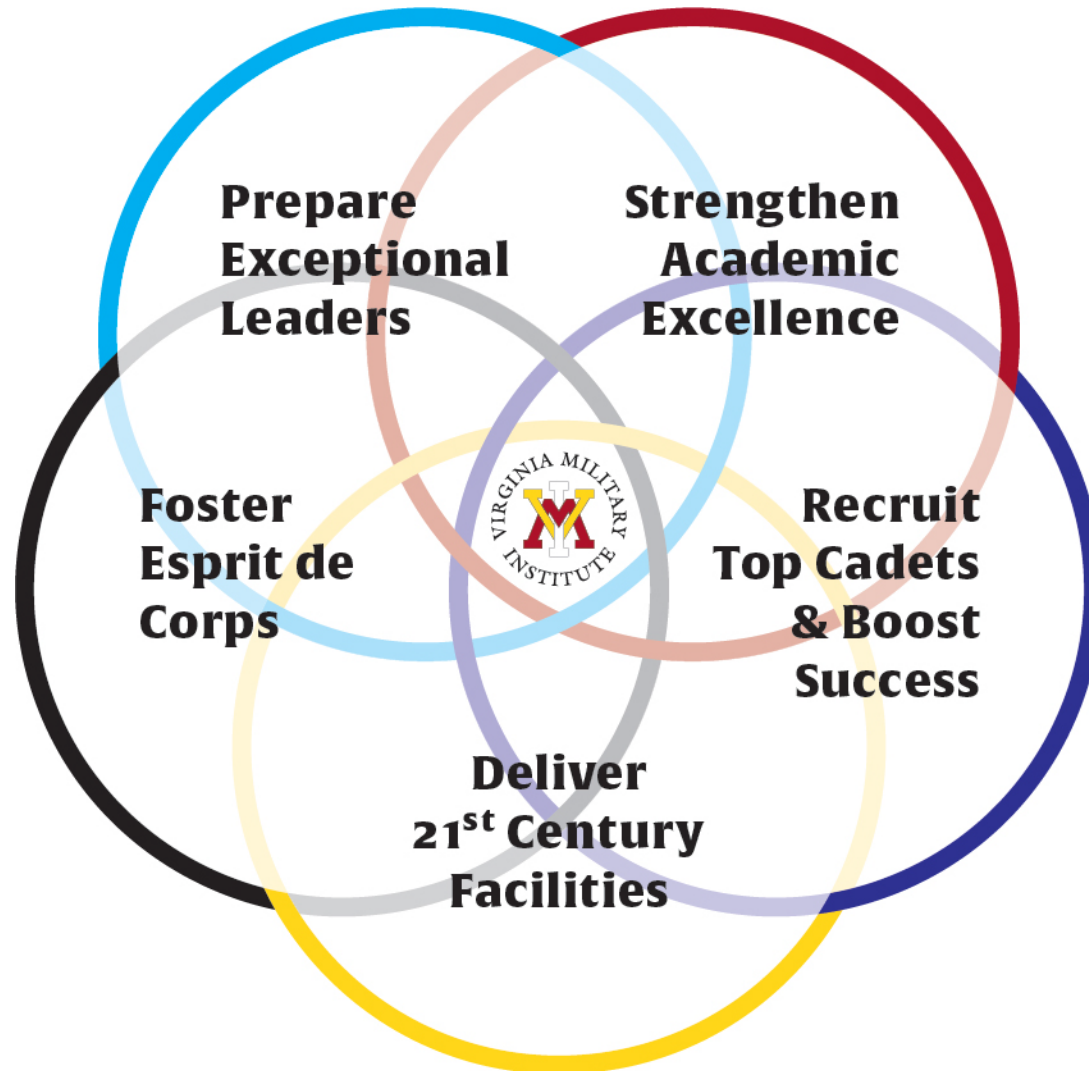 Prepare
Exceptional
Leaders
Strengthen
Academic
Excellence
Foster
Esprit de
Corps
VIRGINIA MILITARY
INSTITUTE
VMI
Recruit
Top Cadets
& Boost
Success
Deliver
21st Century
Facilities